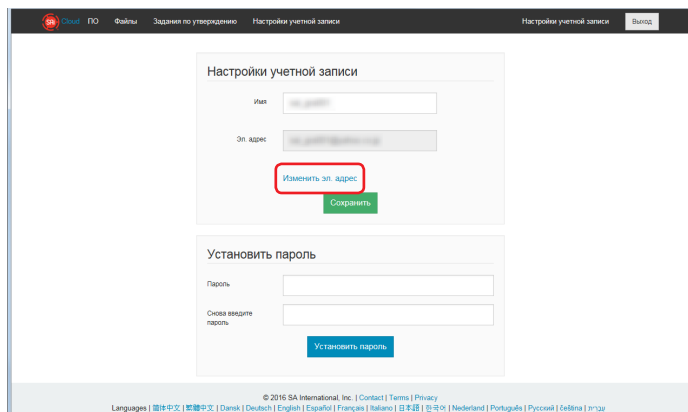 SAi Cloud ПО Файлы Задания по утверждению Настройки учетной записи Настройки учетной записи Выход
Настройки учетной записи
Имя
Эл. адрес
Изменить эл. адрес
Сохранить
Установить пароль
Пароль
Снова введите
пароль
Установить пароль
© 2016 SA International, Inc. | Contact | Terms | Privacy
Languages | 简体中文 | 繁體中文 | Dansk | Deutsch | English | Español | Français | Italiano | 日本語 | 한국어 | Nederland | Português | Русский | čeština | עברית